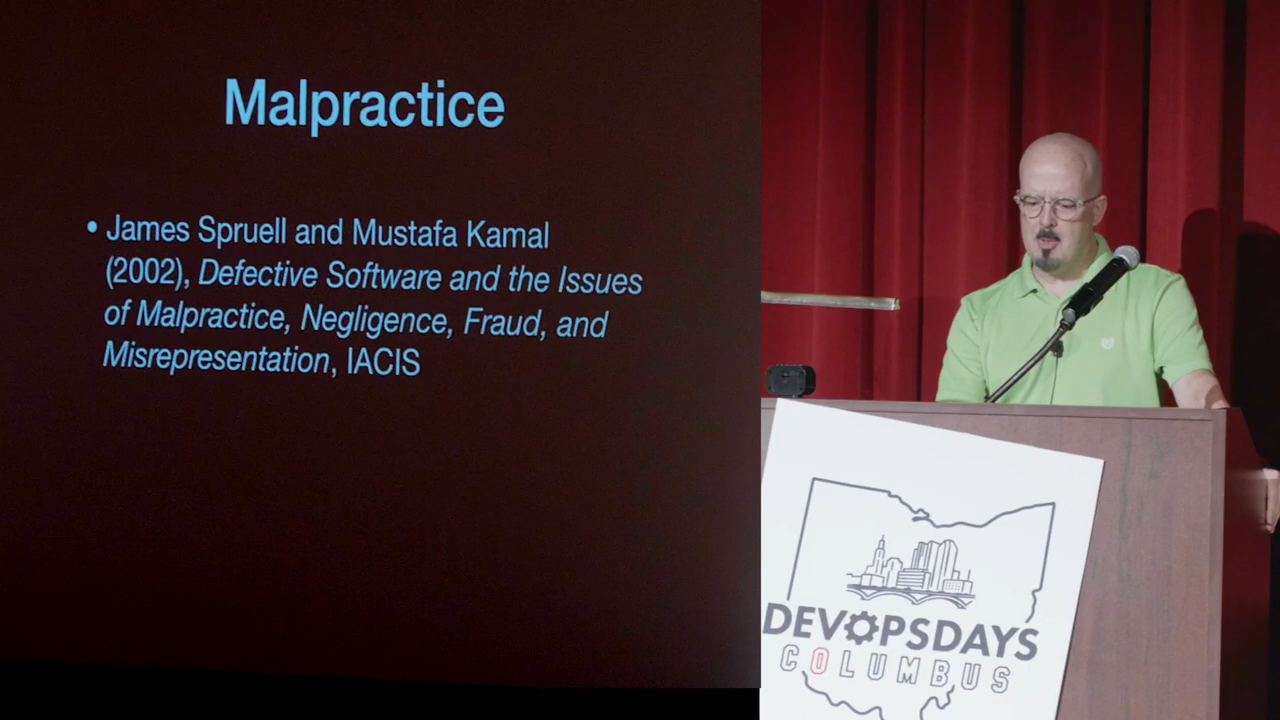 Malpractice
• James Spruell and Mustafa Kamal
(2002), Defective Software and the Issues
of Malpractice, Negligence, Fraud, and
Misrepresentation, IACIS
DEVOPSDAYS
COLUMBUS